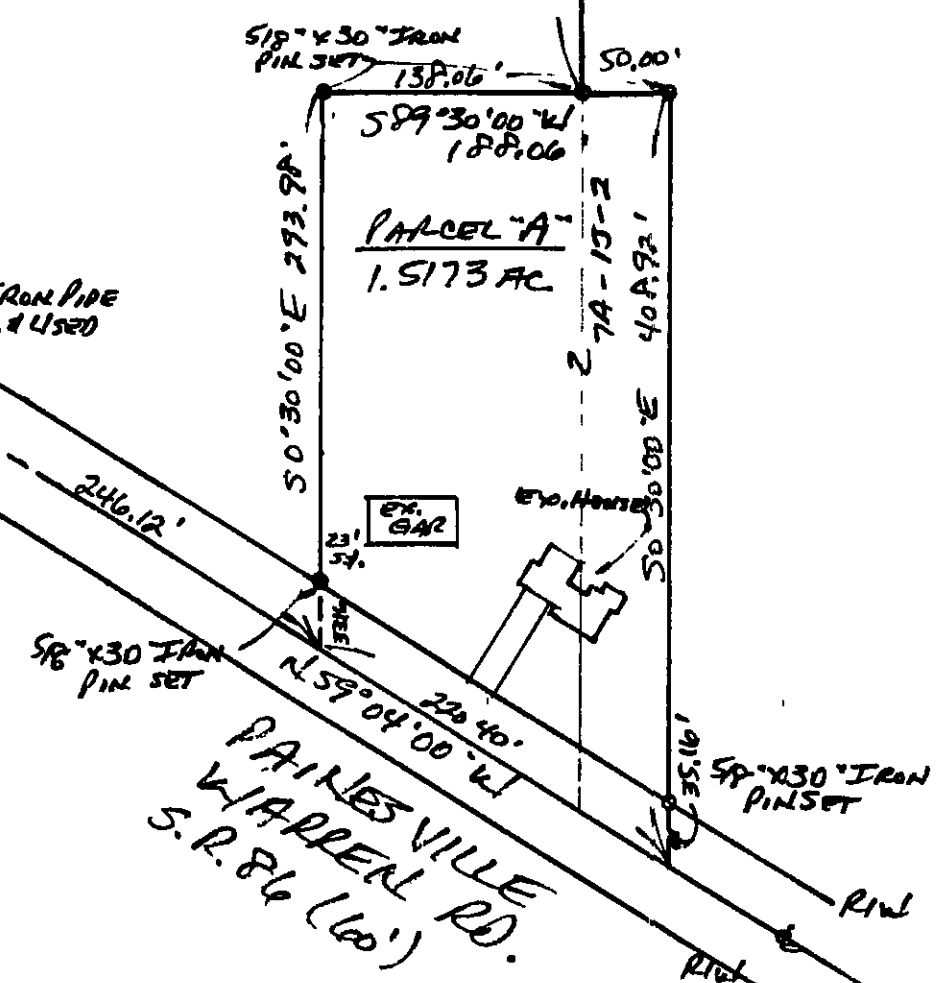 5/8" x 30" IRON
PIN SET
138.06'
50.00'
S 89°30'00"W
188.06
PARCEL "A"
1.5173 AC
S 0°30'00"E 293.98'
2 7A-1J-2
S0°30'00"E 408.92'
IRON PIPE
& USED
246.12'
EX.
GAR
23'
EX. HOUSE
5/8" x 30 IRON
PIN SET
N 59°04'00"W
220.40'
35.16'
5/8" x 30" IRON
PIN SET
PAINESVILLE
WARREN RD.
S.R. 86 (60')
R/W
R/W